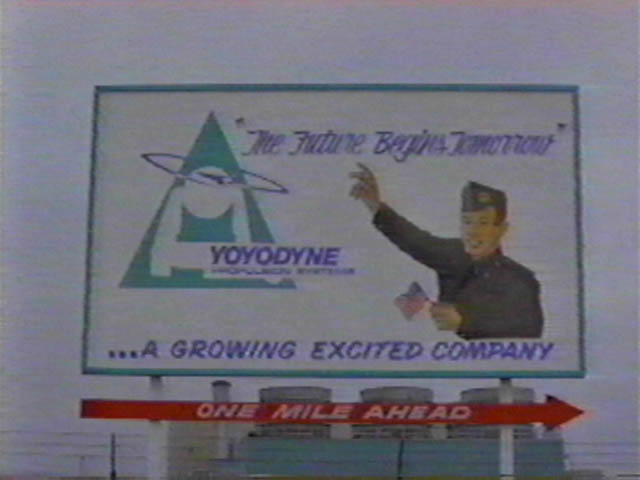 "The Future Begins Tomorrow"
YOYODYNE
PROPULSION SYSTEMS
...A GROWING EXCITED COMPANY
ONE MILE AHEAD